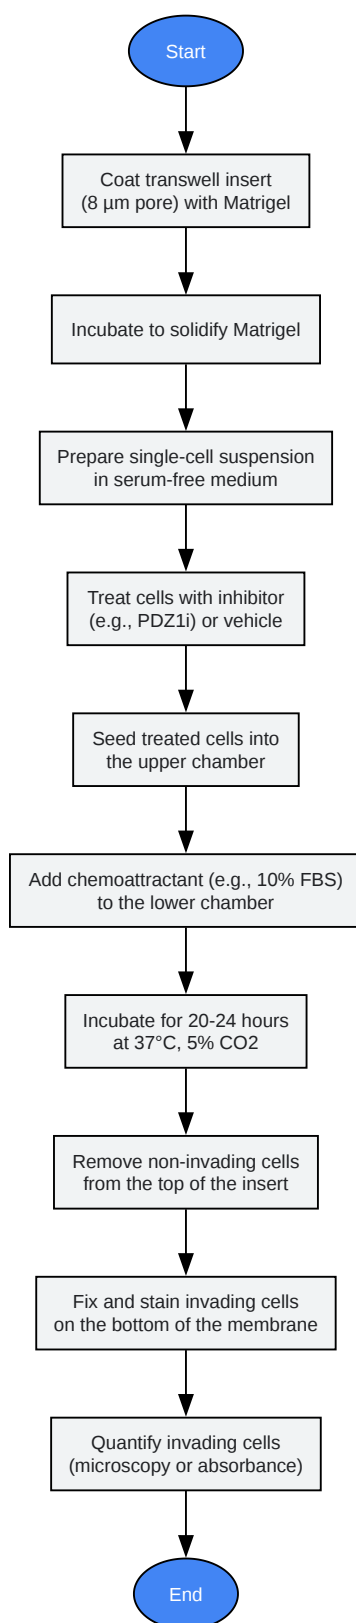 Start
Coat transwell insert
(8 µm pore) with Matrigel
Incubate to solidify Matrigel
Prepare single-cell suspension
in serum-free medium
Treat cells with inhibitor
(e.g., PDZ1i) or vehicle
Seed treated cells into
the upper chamber
Add chemoattractant (e.g., 10% FBS)
to the lower chamber
Incubate for 20-24 hours
at 37°C, 5% CO2
Remove non-invading cells
from the top of the insert
Fix and stain invading cells
on the bottom of the membrane
Quantify invading cells
(microscopy or absorbance)
End